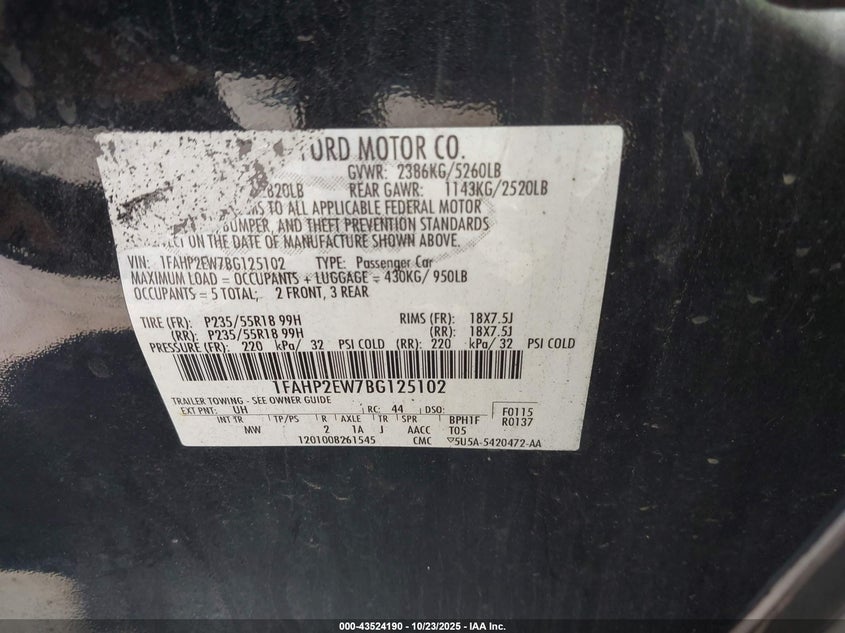 FORD MOTOR CO.
GVWR: 2386KG/5260LB
820LB REAR GAWR: 1143KG/2520LB
TO ALL APPLICABLE FEDERAL MOTOR
BUMPER, AND THEFT PREVENTION STANDARDS
ON THE DATE OF MANUFACTURE SHOWN ABOVE.
VIN: 1FAHP2EW7BG125102 TYPE: Passenger Car
MAXIMUM LOAD = OCCUPANTS + LUGGAGE = 430KG/ 950LB
OCCUPANTS = 5 TOTAL; 2 FRONT, 3 REAR
TIRE (FR): P235/55R18 99H RIMS (FR): 18X7.5J
(RR): P235/55R18 99H (RR): 18X7.5J
PRESSURE (FR): 220 kPa/ 32 PSI COLD (RR): 220 kPa/ 32 PSI COLD
1FAHP2EW7BG125102
TRAILER TOWING - SEE OWNER GUIDE
EXT PNT: UH RC: 44 DSO: F0115
INT TR TP/PS R AXLE TR SPR BPH1F R0137
MW 2 1A J AACC T05
1201008261545 CMC ▽5U5A-5420472-AA
000-43524190 - 10/23/2025 - IAA Inc.